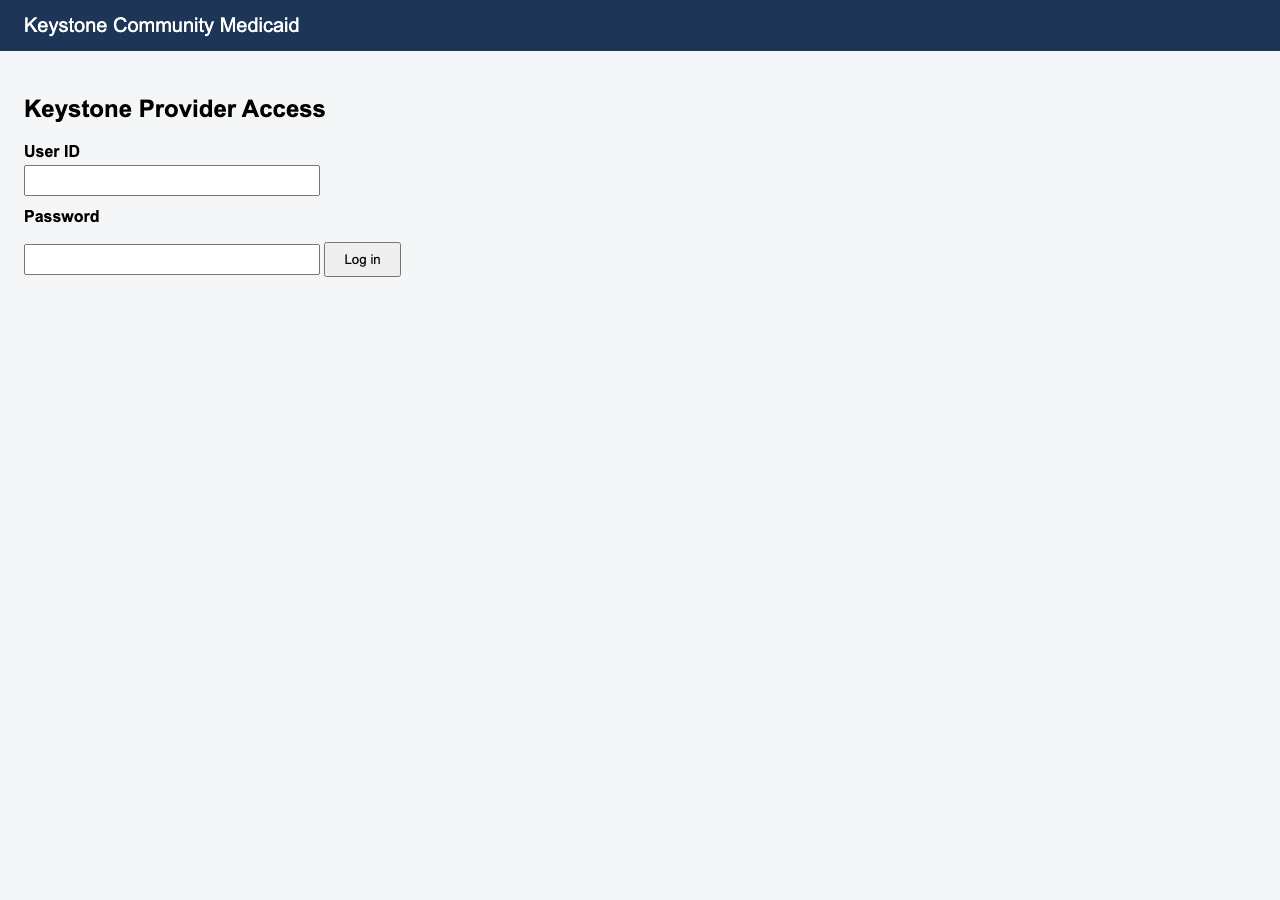 Keystone Community Medicaid
Keystone Provider Access
User ID
Password
Log in